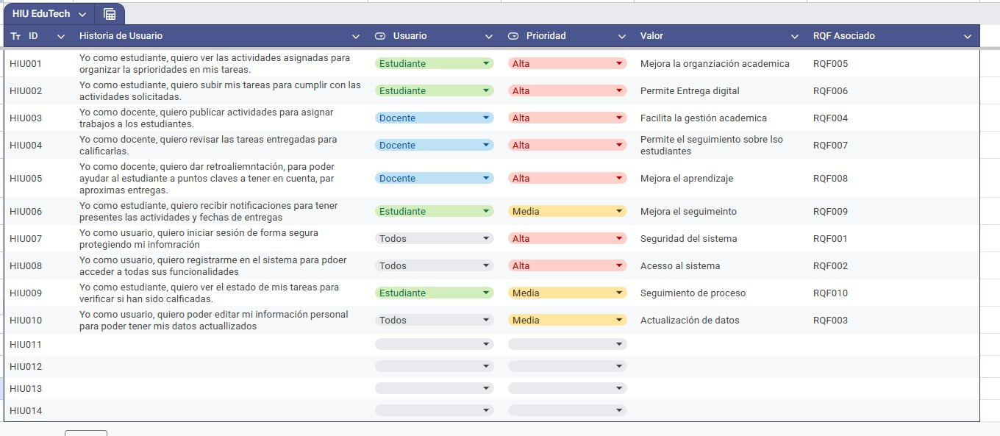 HIU EduTech
Tт ID Historia de Usuario Usuario Prioridad Valor RQF Asociado
HIU001 Yo como estudiante, quiero ver las actividades asignadas para Estudiante Alta Mejora la organziación academica RQF005
organizar la sprioridades en mis tareas.
HIU002 Yo como estudiante, quiero subir mis tareas para cumplir con las Estudiante Alta Permite Entrega digital RQF006
actividades solicitadas.
HIU003 Yo como docente, quiero publicar actividades para asignar Docente Alta Facilita la gestión academica RQF004
trabajos a los estudiantes.
HIU004 Yo como docente, quiero revisar las tareas entregadas para Docente Alta Permite el seguimiento sobre lso RQF007
calificarlas. estudiantes
Yo como docente, quiero dar retroaliemntación, para poder
HIU005 ayudar al estudiante a puntos claves a tener en cuenta, par Docente Alta Mejora el aprendizaje RQF008
aproximas entregas.
HIU006 Yo como estudiante, quiero recibir notificaciones para tener Estudiante Media Mejora el seguimeinto RQF009
presentes las actividades y fechas de entregas
HIU007 Yo como usuario, quiero iniciar sesión de forma segura Todos Alta Seguridad del sistema RQF001
protegiendo mi infomración
HIU008 Yo como usuario, quiero registrarme en el sistema para pdoer Todos Alta Acesso al sistema RQF002
acceder a todas sus funcionalidades
HIU009 Yo como estudiante, quiero ver el estado de mis tareas para Estudiante Media Seguimiento de proceso RQF010
verificar si han sido calficadas.
HIU010 Yo como usuario, quiero poder editar mi información personal Todos Media Actualización de datos RQF003
para poder tener mis datos actuallizados
HIU011
HIU012
HIU013
HIU014